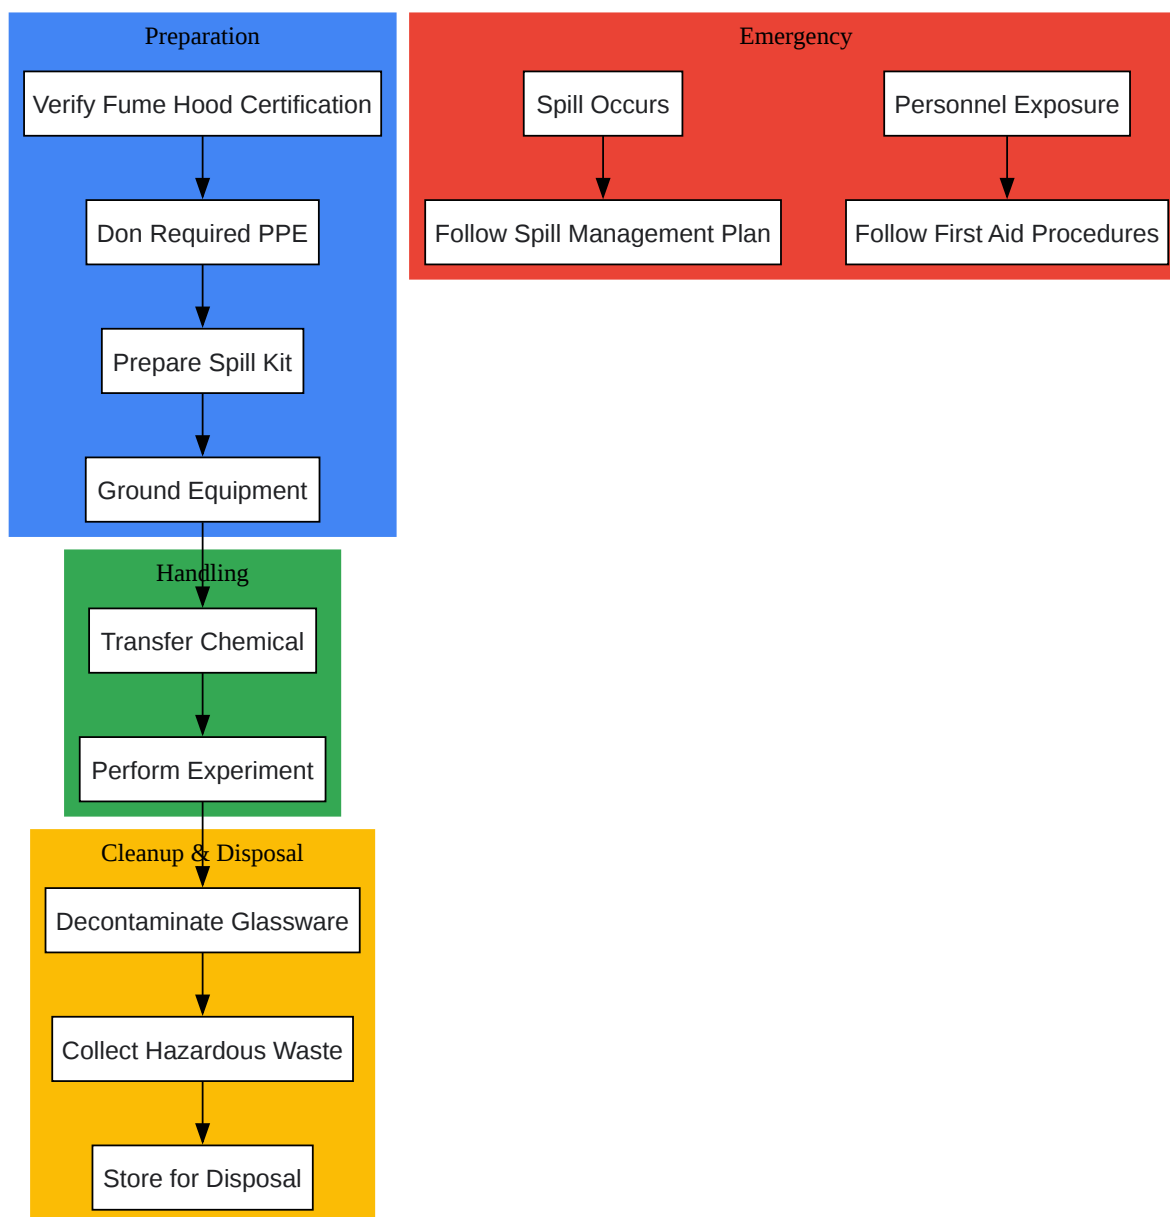 Preparation
Verify Fume Hood Certification
Don Required PPE
Prepare Spill Kit
Ground Equipment
Handling
Transfer Chemical
Perform Experiment
Cleanup & Disposal
Decontaminate Glassware
Collect Hazardous Waste
Store for Disposal
Emergency
Spill Occurs
Follow Spill Management Plan
Personnel Exposure
Follow First Aid Procedures